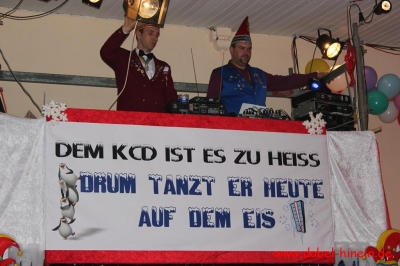 DEM KCD IST ES ZU HEISS
DRUM TANZT ER HEUTE
AUF DEM EIS